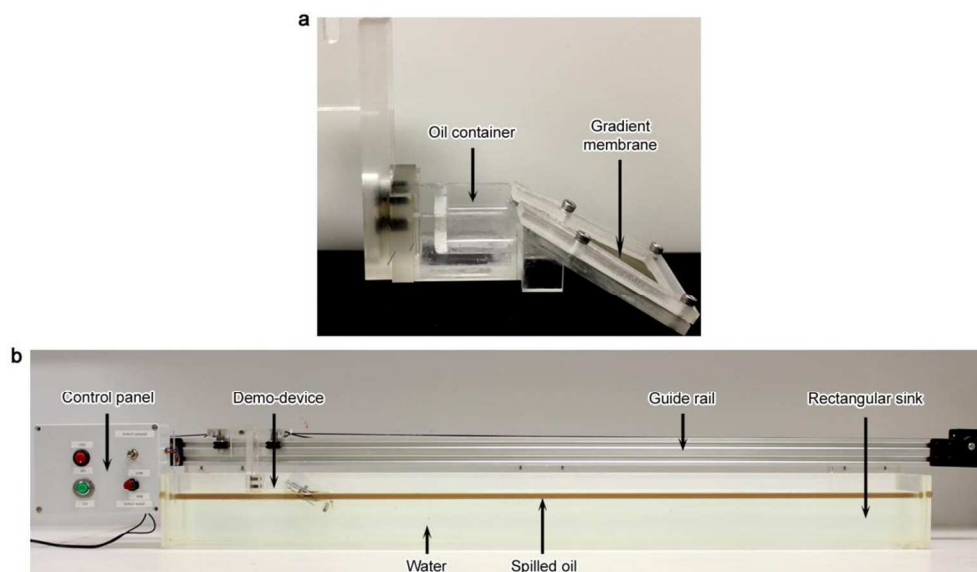 a
Oil container
Gradient
membrane
b
Control panel
Demo-device
Guide rail
Rectangular sink
Water
Spilled oil